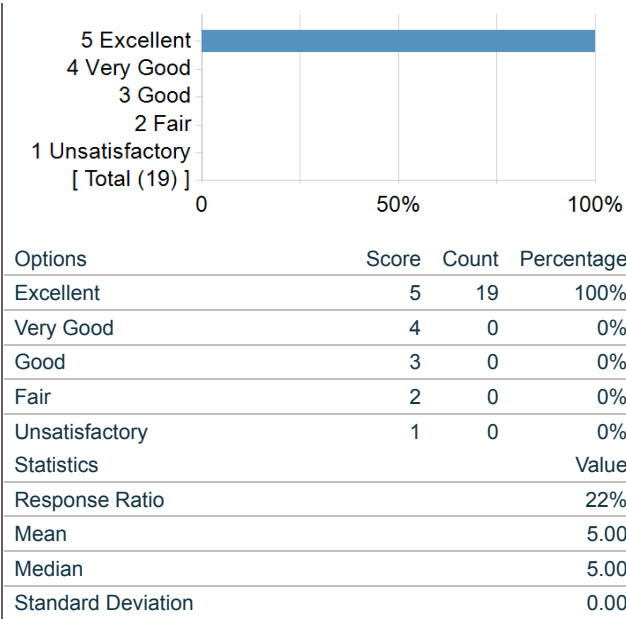 5 Excellent
4 Very Good
3 Good
2 Fair
1 Unsatisfactory
[ Total (19) ]
0 50% 100%
Options Score Count Percentage
Excellent 5 19 100%
Very Good 4 0 0%
Good 3 0 0%
Fair 2 0 0%
Unsatisfactory 1 0 0%
Statistics Value
Response Ratio 22%
Mean 5.00
Median 5.00
Standard Deviation 0.00